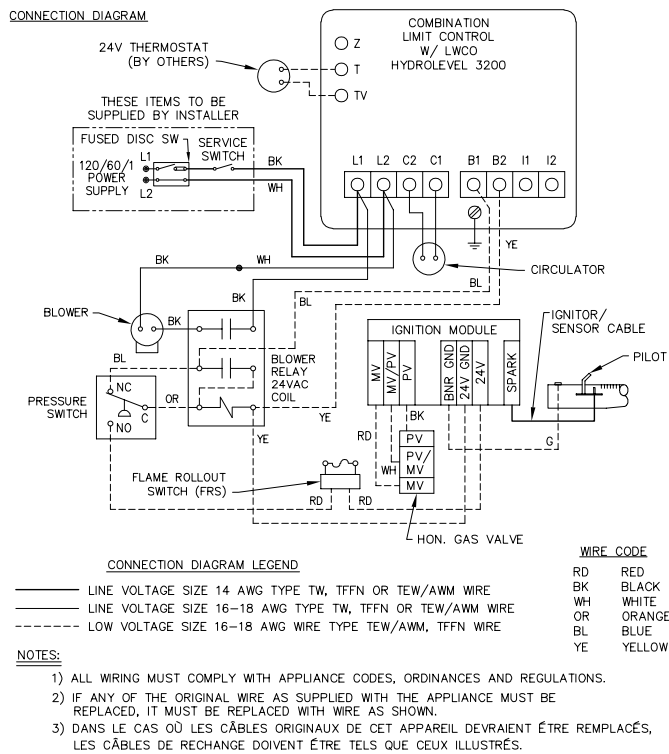 CONNECTION DIAGRAM
COMBINATION
LIMIT CONTROL
W/ LWCO
HYDROLEVEL 3200
Z
T
TV
24V THERMOSTAT
(BY OTHERS)
THESE ITEMS TO BE
SUPPLIED BY INSTALLER
FUSED DISC SW
SERVICE
SWITCH
L1
120/60/1
POWER
SUPPLY
L2
BK
WH
L1 L2 C2 C1 B1 B2 I1 I2
YE
CIRCULATOR
BK
WH
BL
BL
BK
BLOWER
BK
BL
BLOWER
RELAY
24VAC
COIL
PRESSURE
SWITCH
NC
C
NO
OR
YE
YE
IGNITION MODULE
MV
MV/PV
PV
BNR GND
24V GND
24V
SPARK
IGNITOR/
SENSOR CABLE
PILOT
G
RD
BK
WH
PV
PV/
MV
MV
FLAME ROLLOUT
SWITCH (FRS)
RD
RD
HON. GAS VALVE
CONNECTION DIAGRAM LEGEND
LINE VOLTAGE SIZE 14 AWG TYPE TW, TFFN OR TEW/AWM WIRE
LINE VOLTAGE SIZE 16-18 AWG TYPE TW, TFFN OR TEW/AWM WIRE
LOW VOLTAGE SIZE 16-18 AWG WIRE TYPE TEW/AWM, TFFN WIRE
WIRE CODE
RD RED
BK BLACK
WH WHITE
OR ORANGE
BL BLUE
YE YELLOW
NOTES:
1) ALL WIRING MUST COMPLY WITH APPLIANCE CODES, ORDINANCES AND REGULATIONS.
2) IF ANY OF THE ORIGINAL WIRE AS SUPPLIED WITH THE APPLIANCE MUST BE
REPLACED, IT MUST BE REPLACED WITH WIRE AS SHOWN.
3) DANS LE CAS OÙ LES CÂBLES ORIGINAUX DE CET APPAREIL DEVRAIENT ÉTRE REMPLACÉS,
LES CÂBLES DE RECHANGE DOIVENT ÉTRE TELS QUE CEUX ILLUSTRÉS.